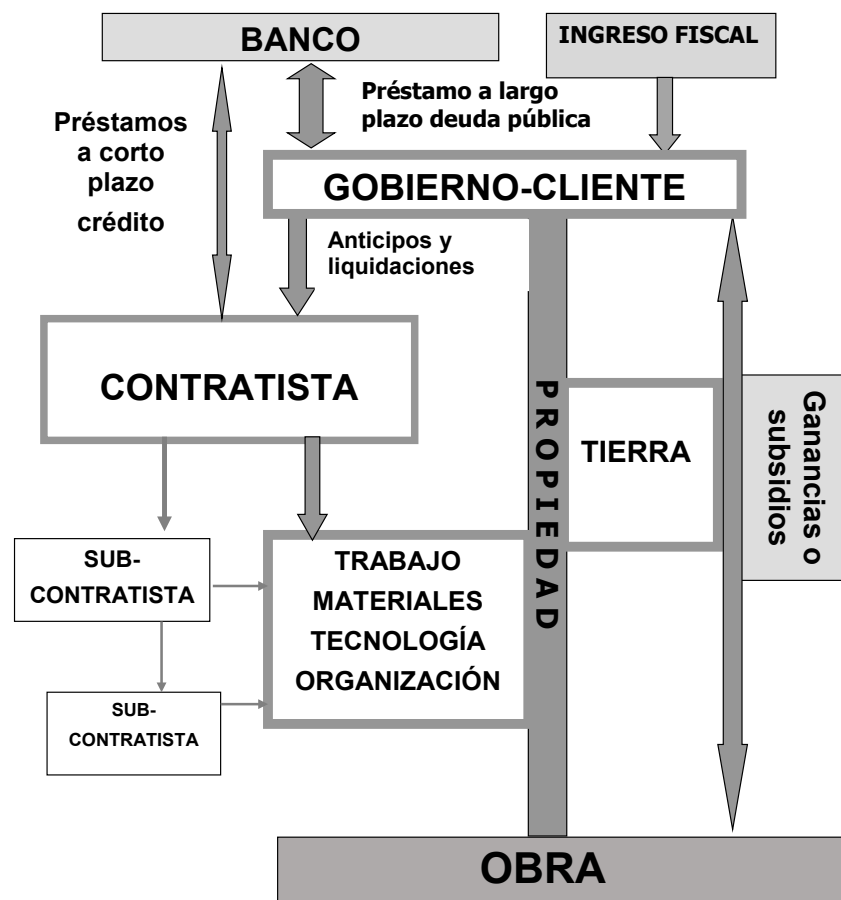 BANCO
INGRESO FISCAL
Préstamo a largo
plazo deuda pública
Préstamos
a corto
plazo
crédito
GOBIERNO-CLIENTE
Anticipos y
liquidaciones
CONTRATISTA
PROPIEDAD
TIERRA
Ganancias o
subsidios
SUB-
CONTRATISTA
TRABAJO
MATERIALES
TECNOLOGÍA
ORGANIZACIÓN
SUB-
CONTRATISTA
OBRA